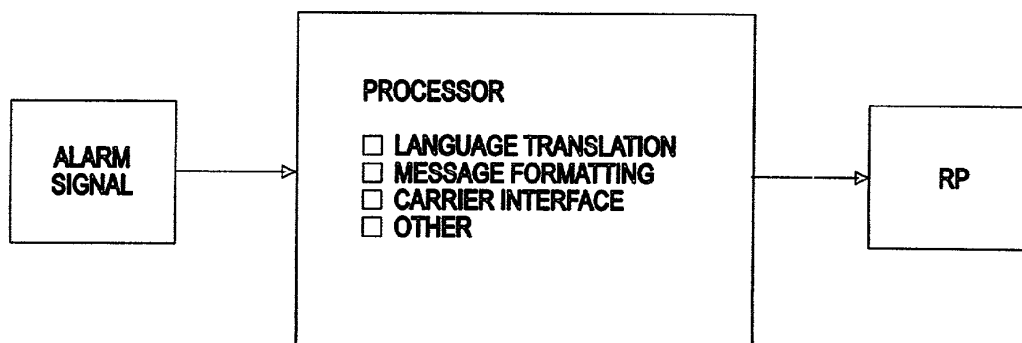 ALARM
SIGNAL
PROCESSOR
☐ LANGUAGE TRANSLATION
☐ MESSAGE FORMATTING
☐ CARRIER INTERFACE
☐ OTHER
RP